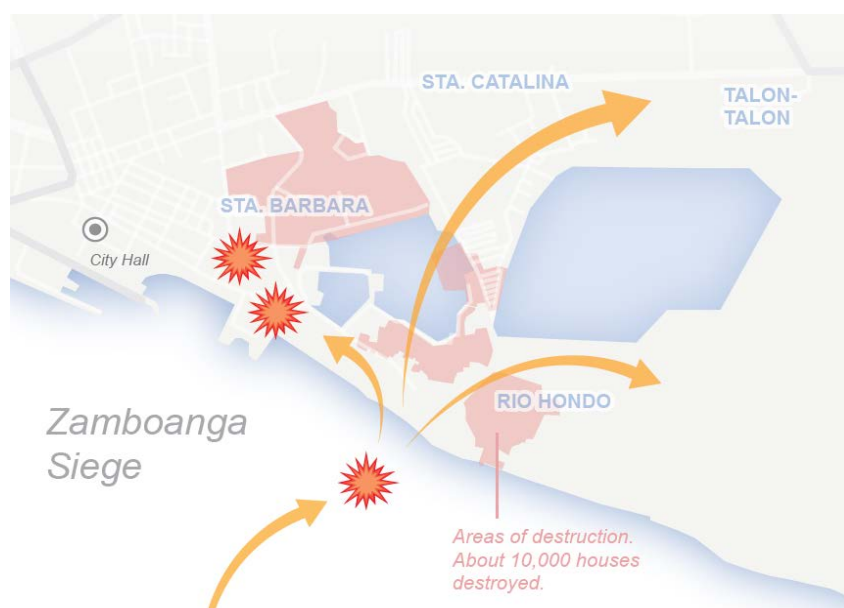 STA. CATALINA
TALON-
TALON
STA. BARBARA
City Hall
RIO HONDO
Zamboanga
Siege
Areas of destruction.
About 10,000 houses
destroyed.